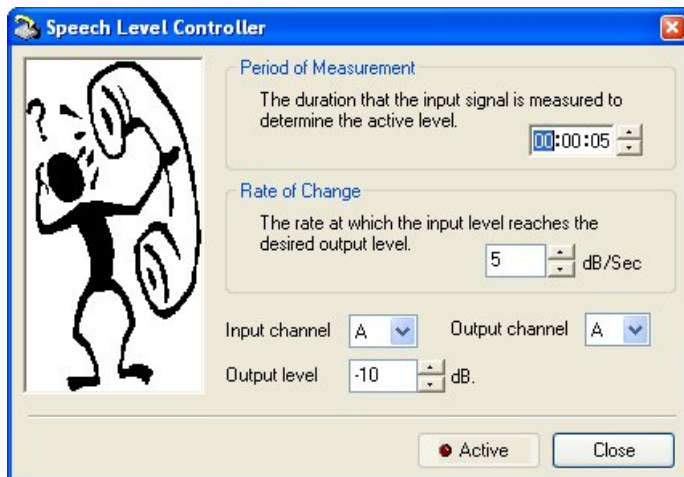 Speech Level Controller
Period of Measurement
The duration that the input signal is measured to
determine the active level.
00:00:05
Rate of Change
The rate at which the input level reaches the
desired output level.
5 dB/Sec
Input channel A Output channel A
Output level -10 dB.
Active Close
?